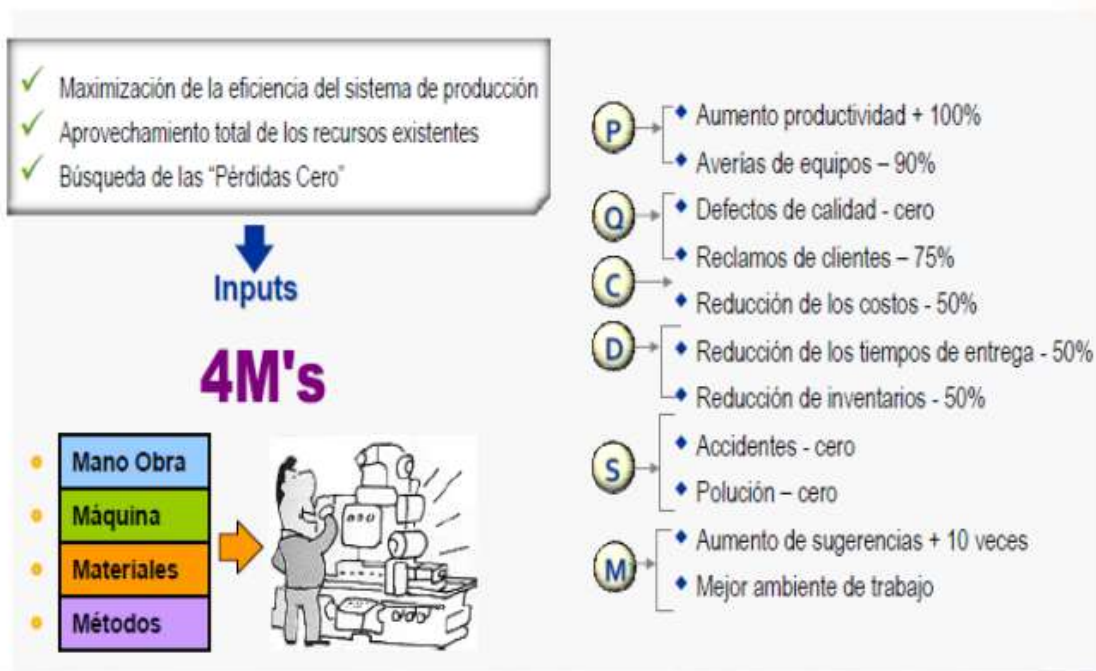 Maximización de la eficiencia del sistema de producción
Aprovechamiento total de los recursos existentes
Búsqueda de las “Pérdidas Cero”
Inputs
4M's
Mano Obra
Máquina
Materiales
Métodos
P
Aumento productividad + 100%
Averías de equipos – 90%
Q
Defectos de calidad - cero
Reclamos de clientes – 75%
C
Reducción de los costos - 50%
D
Reducción de los tiempos de entrega - 50%
Reducción de inventarios - 50%
S
Accidentes - cero
Polución – cero
M
Aumento de sugerencias + 10 veces
Mejor ambiente de trabajo